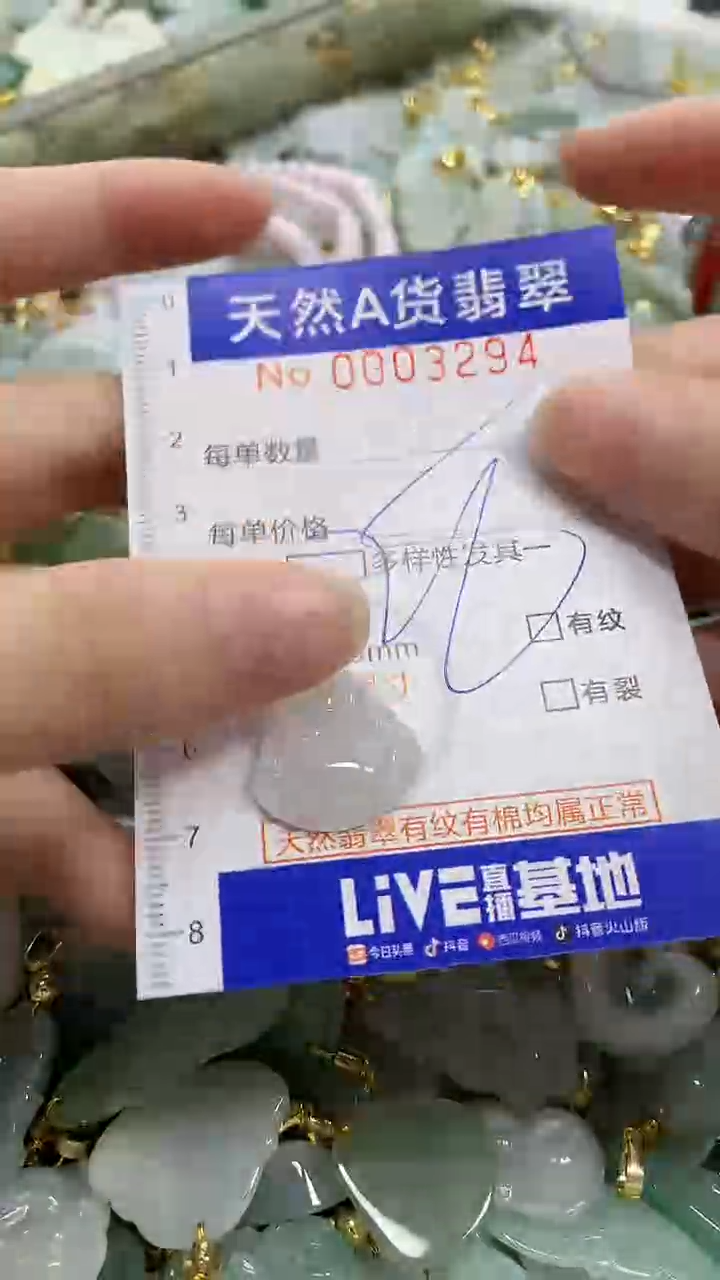 天然A货翡翠
No 0003294
0
1
2
每单数量
3
每单价格
多样性发其一
mm
有纹
有裂
6
天然翡翠有纹有棉均属正常
7
LiVE直播基地
8
今日头条 抖音 西瓜视频 抖音火山版